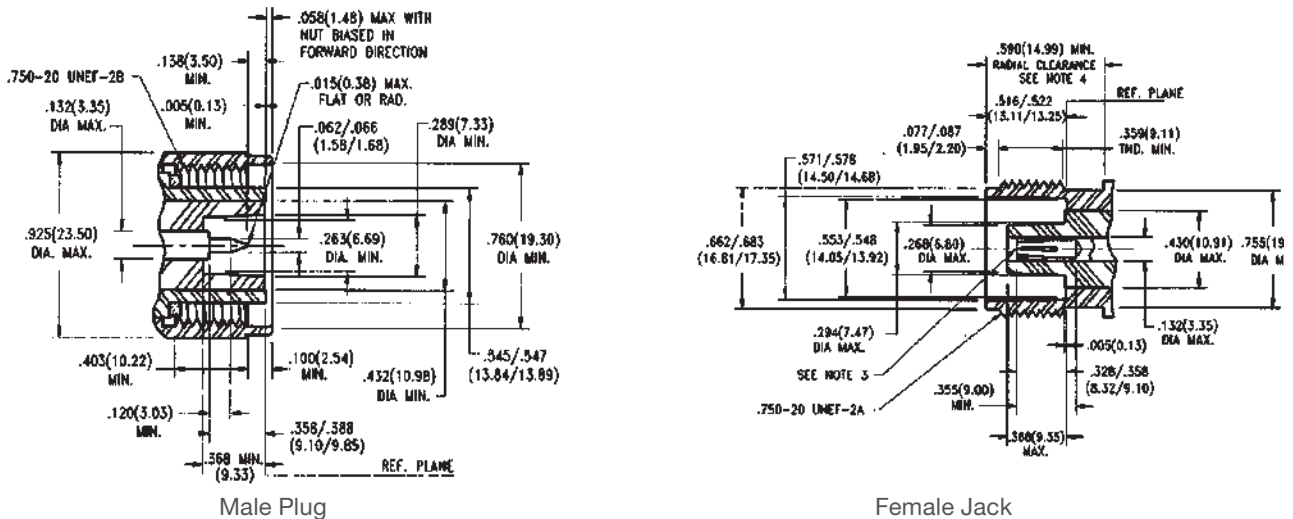 .058(1.48) MAX WITH
NUT BIASED IN
FORWARD DIRECTION
.138(3.50)
MIN.
.750-20 UNEF-2B
.015(0.38) MAX.
FLAT OR RAD.
.132(3.35)
DIA MAX.
.005(0.13)
MIN.
.062/.066
(1.58/1.68)
.289(7.33)
DIA MIN.
.925(23.50)
DIA. MAX.
.263(6.69)
DIA. MIN.
.760(19.30)
DIA MIN.
.403(10.22)
MIN.
.100(2.54)
MIN.
.545/.547
(13.84/13.89)
.432(10.98)
DIA MIN.
.120(3.03)
MIN.
.358/.388
(9.10/9.85)
.368 MIN.
(9.33)
REF. PLANE
Male Plug
.590(14.99) MIN.
RADIAL CLEARANCE
SEE NOTE 4
REF. PLANE
.516/.522
(13.11/13.25)
.077/.087
(1.95/2.20)
.359(9.11)
THD. MIN.
.571/.578
(14.50/14.68)
.662/.683
(16.81/17.35)
.553/.548
(14.05/13.92)
.268(6.80)
DIA MAX.
.430(10.91)
DIA MAX.
.755(19
DIA M
.294(7.47)
DIA MAX.
.132(3.35)
DIA MAX.
.005(0.13)
SEE NOTE 3
.328/.358
(8.32/9.10)
.355(9.00)
MIN.
.750-20 UNEF-2A
.368(9.35)
MAX.
Female Jack